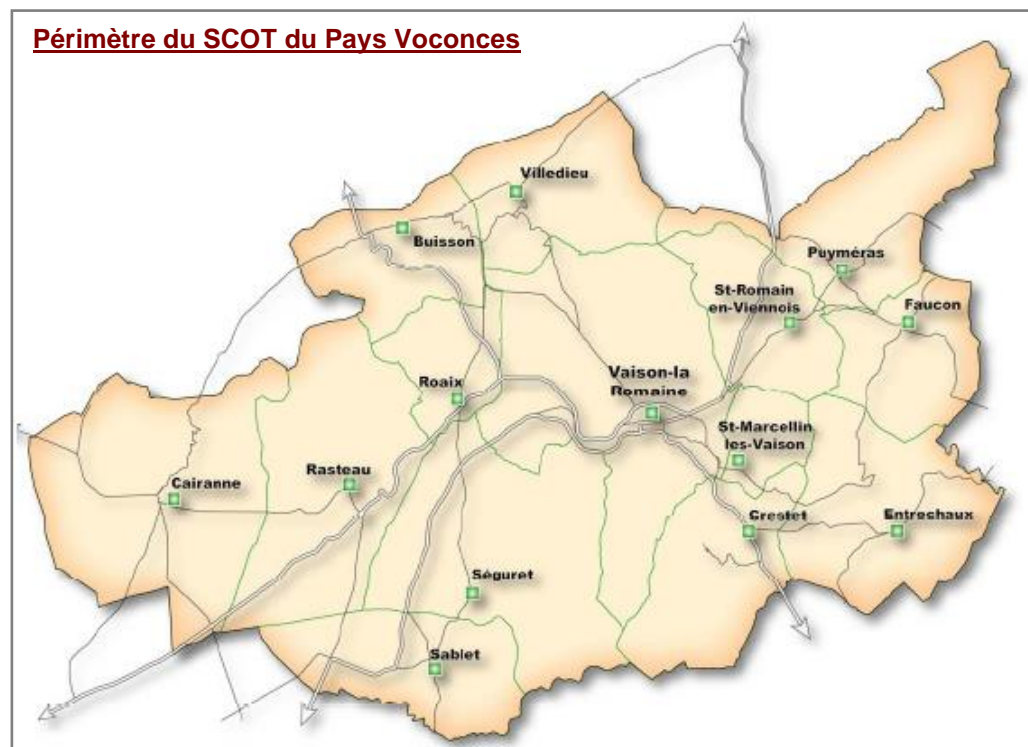 Périmètre du SCOT du Pays Voconces
Villedieu
Buisson
Puyméras
St-Romain
en-Viennois
Faucon
Vaison-la
Romaine
Roaix
St-Marcellin
les-Vaison
Rasteau
Cairanne
Crestet
Entrechaux
Séguret
Sablet